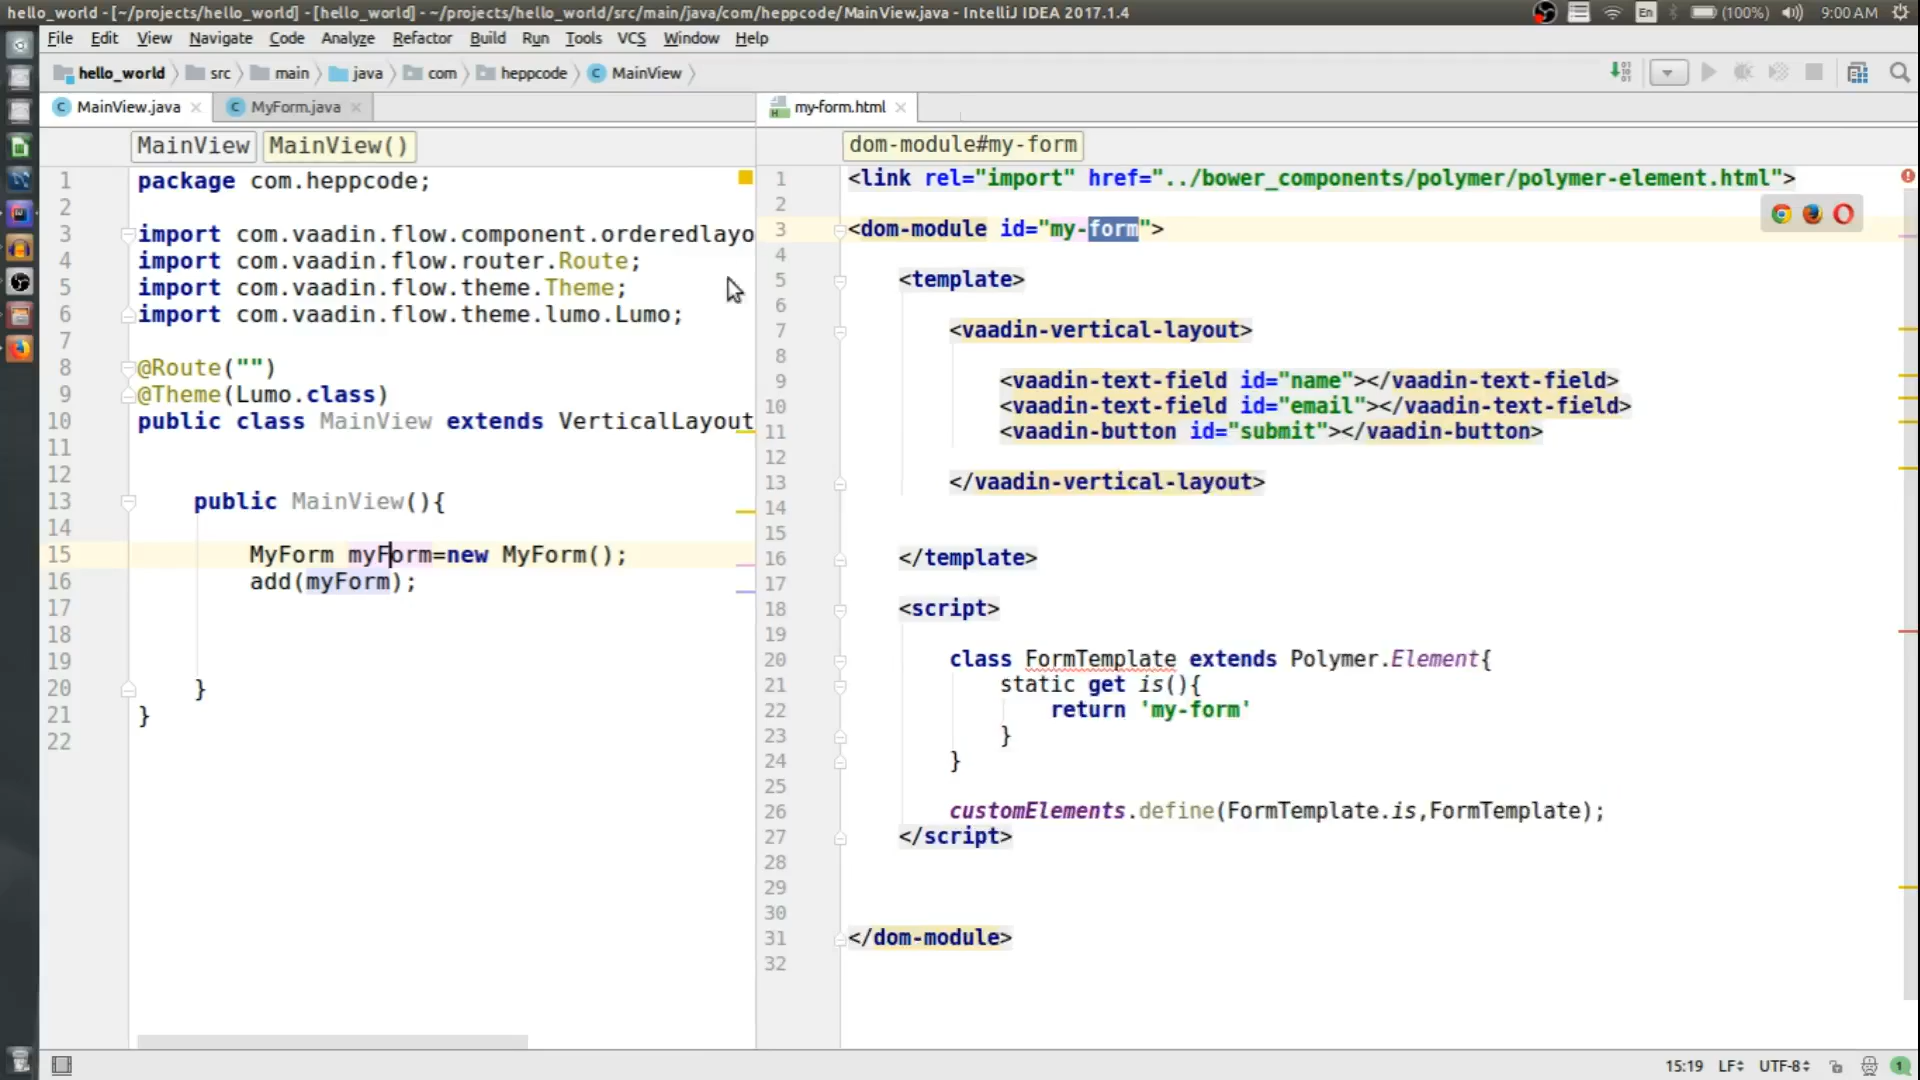 hello_world - [~/projects/hello_world] - [hello_world] - ~/projects/hello_world/src/main/java/com/heppcode/MainView.java - IntelliJ IDEA 2017.1.4
En (100%) 9:00 AM
File Edit View Navigate Code Analyze Refactor Build Run Tools VCS Window Help
hello_world src main java com heppcode MainView
MainView.java MyForm.java
MainView MainView()
1 package com.heppcode;
2
3 import com.vaadin.flow.component.orderedlayo
4 import com.vaadin.flow.router.Route;
5 import com.vaadin.flow.theme.Theme;
6 import com.vaadin.flow.theme.lumo.Lumo;
7
8 @Route("")
9 @Theme(Lumo.class)
10 public class MainView extends VerticalLayout
11
12
13 public MainView(){
14
15 MyForm myForm=new MyForm();
16 add(myForm);
17
18
19
20 }
21 }
22
my-form.html
dom-module#my-form
1 <link rel="import" href="../bower_components/polymer/polymer-element.html">
2
3 <dom-module id="my-form">
4
5 <template>
6
7 <vaadin-vertical-layout>
8
9 <vaadin-text-field id="name"></vaadin-text-field>
10 <vaadin-text-field id="email"></vaadin-text-field>
11 <vaadin-button id="submit"></vaadin-button>
12
13 </vaadin-vertical-layout>
14
15
16 </template>
17
18 <script>
19
20 class FormTemplate extends Polymer.Element{
21 static get is(){
22 return 'my-form'
23 }
24 }
25
26 customElements.define(FormTemplate.is,FormTemplate);
27 </script>
28
29
30
31 </dom-module>
32
15:19 LF UTF-8 1